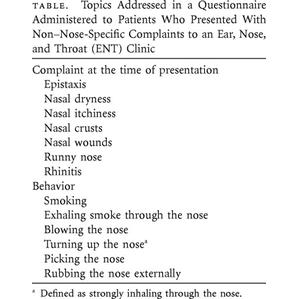 TABLE. Topics Addressed in a Questionnaire
Administered to Patients Who Presented With
Non–Nose-Specific Complaints to an Ear, Nose,
and Throat (ENT) Clinic
Complaint at the time of presentation
Epistaxis
Nasal dryness
Nasal itchiness
Nasal crusts
Nasal wounds
Runny nose
Rhinitis
Behavior
Smoking
Exhaling smoke through the nose
Blowing the nose
Turning up the noseᵃ
Picking the nose
Rubbing the nose externally
ᵃ Defined as strongly inhaling through the nose.